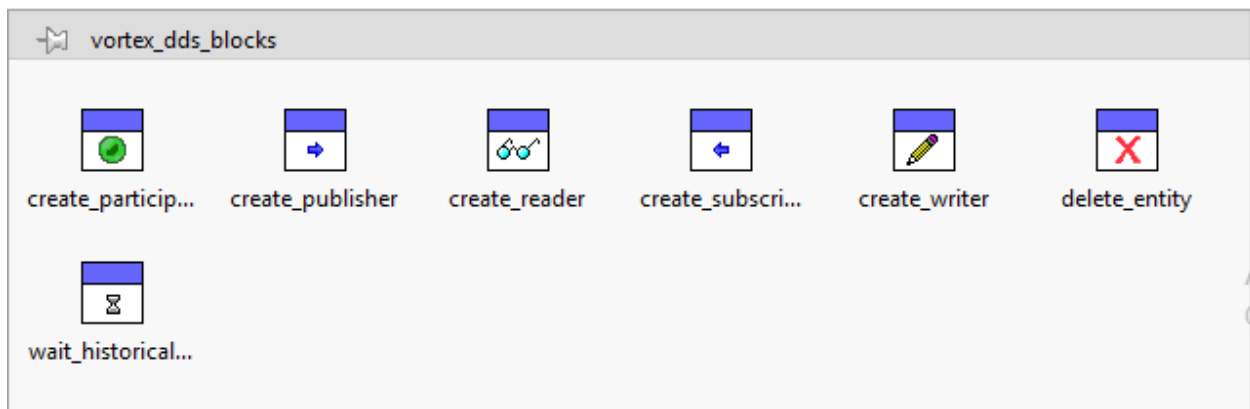 vortex_dds_blocks
create_particip... create_publisher create_reader create_subscri... create_writer delete_entity
wait_historical...